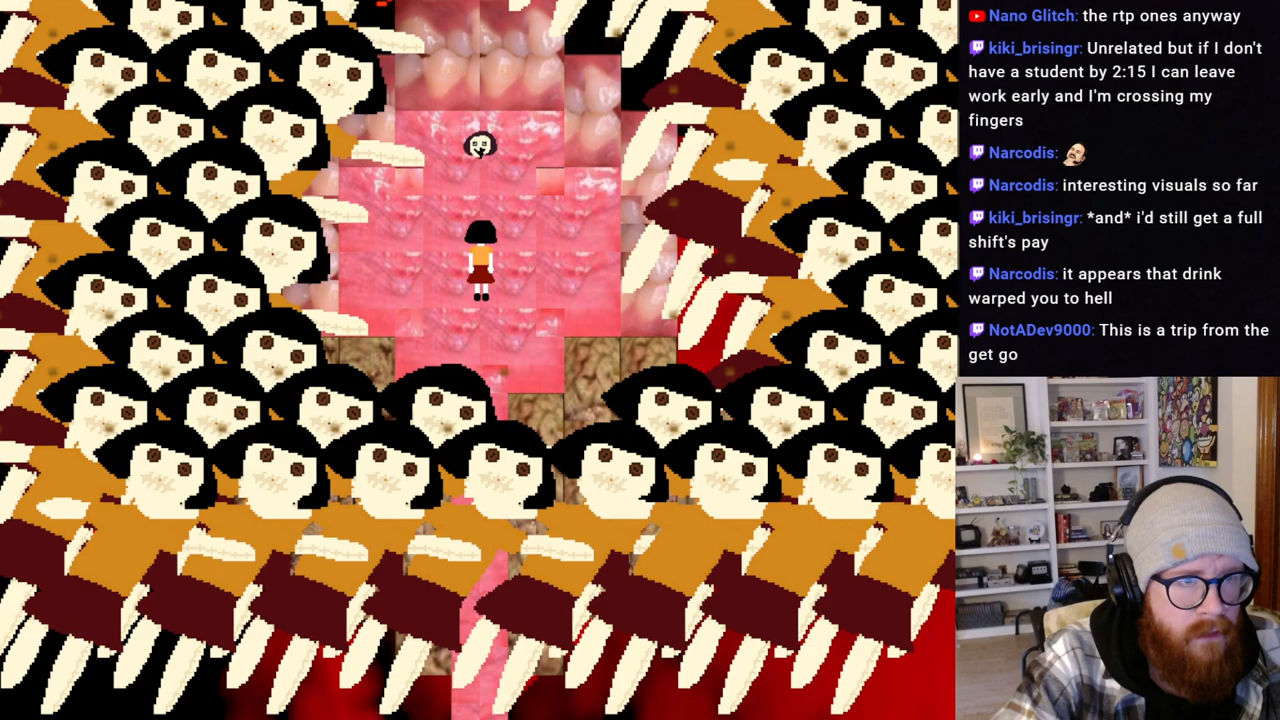 Nano Glitch: the rtp ones anyway
kiki_brisingr: Unrelated but if I don't
have a student by 2:15 I can leave
work early and I'm crossing my
fingers
Narcodis:
Narcodis: interesting visuals so far
kiki_brisingr: *and* i'd still get a full
shift's pay
Narcodis: it appears that drink
warped you to hell
NotADev9000: This is a trip from the
get go